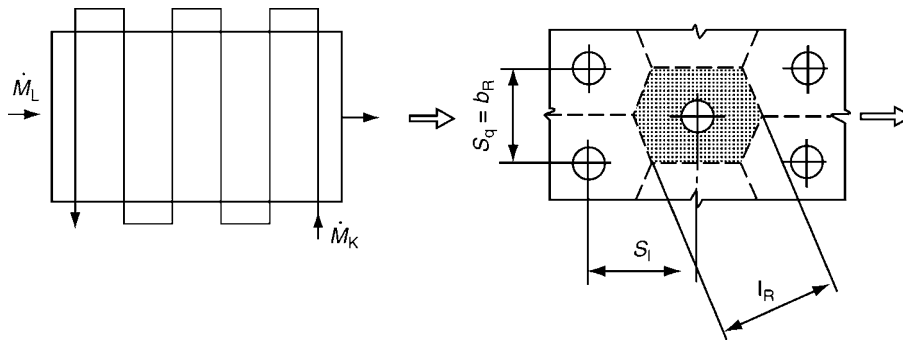 Ṁ_L
Ṁ_K
S_q = b_R
S_l
l_R